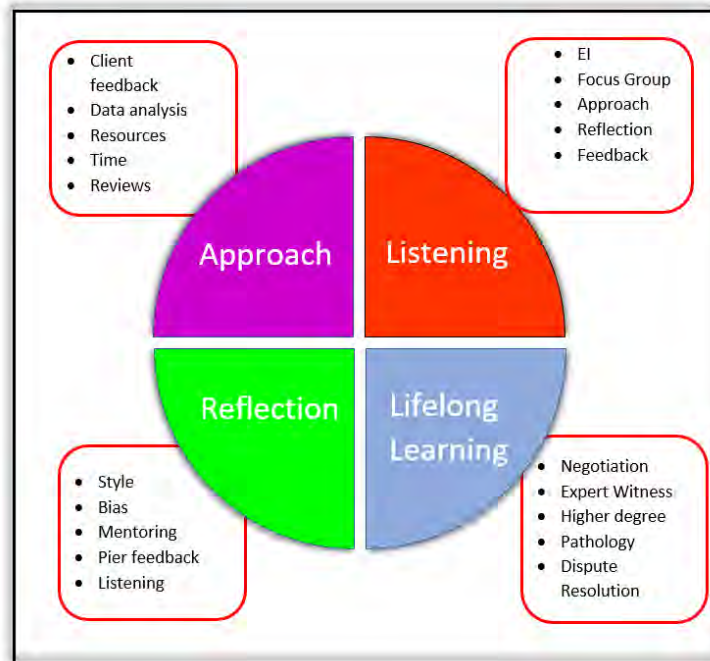 • Client
feedback
• Data analysis
• Resources
• Time
• Reviews
• EI
• Focus Group
• Approach
• Reflection
• Feedback
Approach
Listening
Reflection
Lifelong
Learning
• Style
• Bias
• Mentoring
• Pier feedback
• Listening
• Negotiation
• Expert Witness
• Higher degree
• Pathology
• Dispute
Resolution